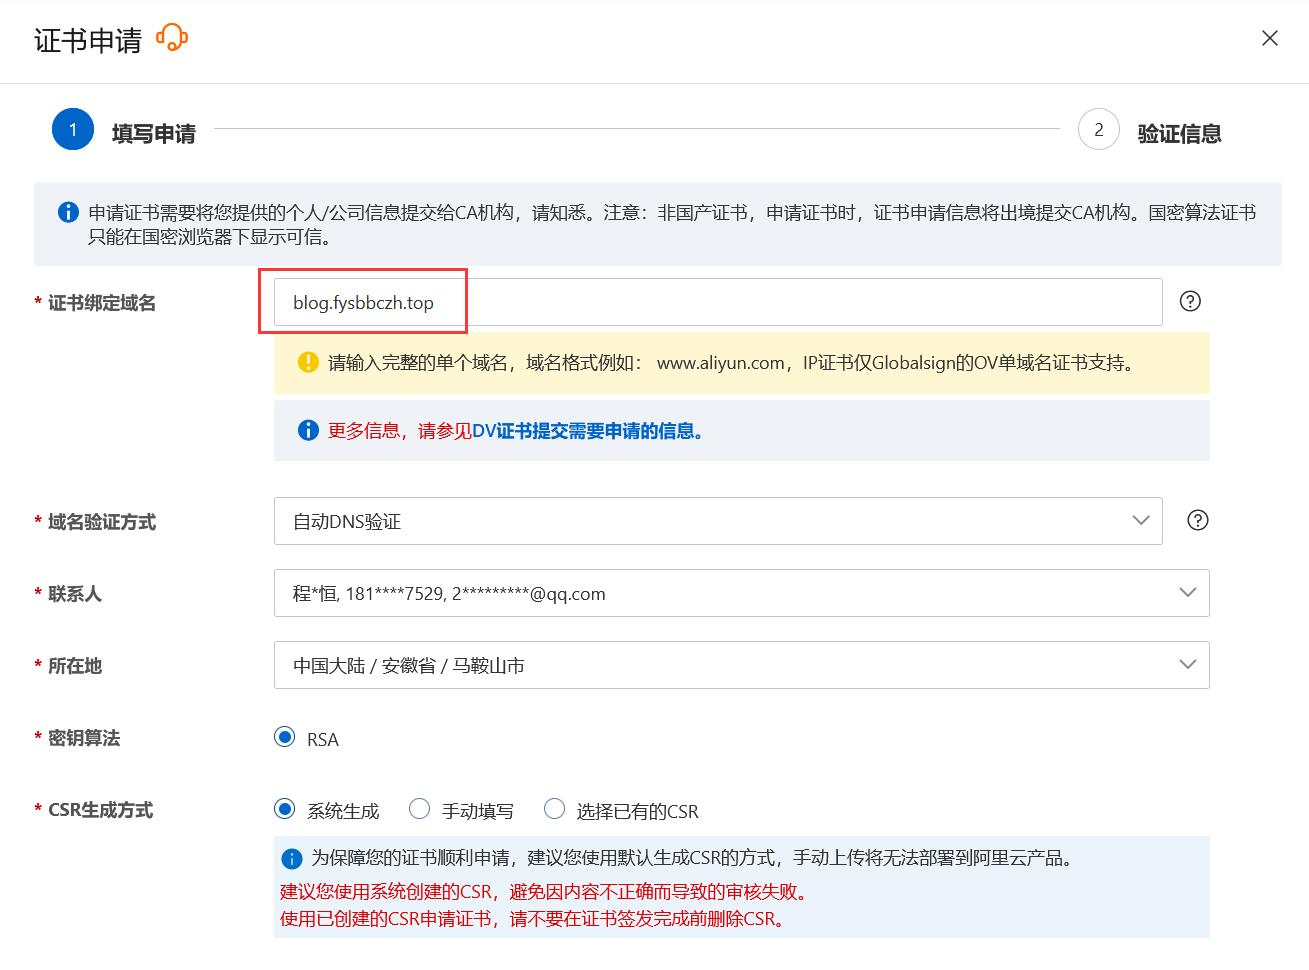 证书申请
1 填写申请
2 验证信息
申请证书需要将您提供的个人/公司信息提交给CA机构，请知悉。注意：非国产证书，申请证书时，证书申请信息将出境提交CA机构。国密算法证书
只能在国密浏览器下显示可信。
* 证书绑定域名
blog.fysbbczh.top
请输入完整的单个域名，域名格式例如： www.aliyun.com，IP证书仅Globalsign的OV单域名证书支持。
更多信息，请参见DV证书提交需要申请的信息。
* 域名验证方式
自动DNS验证
* 联系人
程*恒, 181****7529, 2*********@qq.com
* 所在地
中国大陆 / 安徽省 / 马鞍山市
* 密钥算法
RSA
* CSR生成方式
系统生成 手动填写 选择已有的CSR
为保障您的证书顺利申请，建议您使用默认生成CSR的方式，手动上传将无法部署到阿里云产品。
建议您使用系统创建的CSR，避免因内容不正确而导致的审核失败。
使用已创建的CSR申请证书，请不要在证书签发完成前删除CSR。